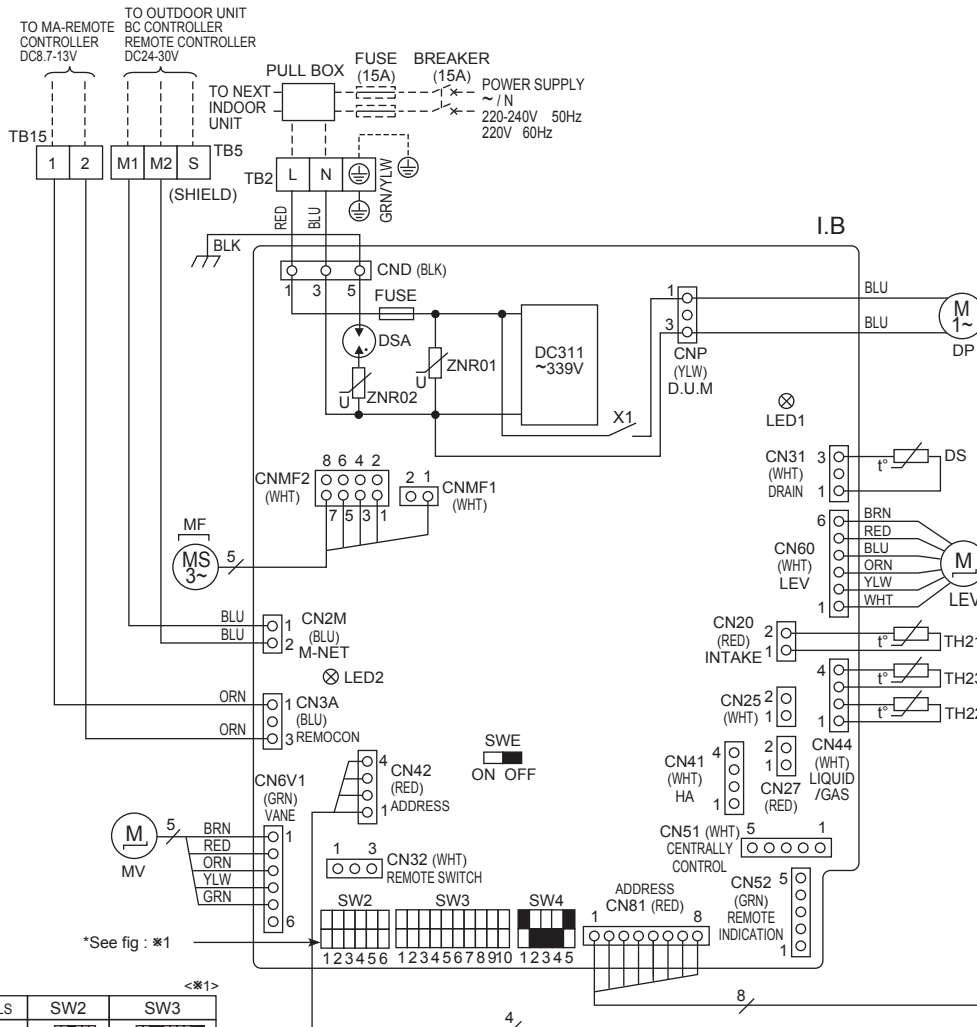 TO MA-REMOTE
CONTROLLER
DC8.7-13V
TO OUTDOOR UNIT
BC CONTROLLER
REMOTE CONTROLLER
DC24-30V
PULL BOX
FUSE
(15A)
BREAKER
(15A)
TO NEXT
INDOOR
UNIT
POWER SUPPLY
~ / N
220-240V 50Hz
220V 60Hz
TB15
1 2
M1 M2 S
TB5
(SHIELD)
TB2
L N
GRN/YLW
RED
BLU
BLK
I.B
CND (BLK)
1 3 5
FUSE
DSA
U
ZNR02
U
ZNR01
DC311
~339V
X1
1
3
CNP
(YLW)
D.U.M
BLU
BLU
M
1~
DP
LED1
CN31
(WHT)
DRAIN
3
1
t°
DS
CNMF2
(WHT)
8 6 4 2
7 5 3 1
2 1
CNMF1
(WHT)
MF
MS
3~
5
CN60
(WHT)
LEV
6
1
BRN
RED
BLU
ORN
YLW
WHT
M
LEV
BLU
BLU
1
2
CN2M
(BLU)
M-NET
LED2
CN20
(RED)
INTAKE
2
1
t°
TH21
t°
TH23
t°
TH22
4
1
CN44
(WHT)
LIQUID
/GAS
CN25
(WHT)
2
1
ORN
ORN
1
3
CN3A
(BLU)
REMOCON
SWE
ON OFF
CN41
(WHT)
HA
4
1
2
1
CN27
(RED)
4
1
CN42
(RED)
ADDRESS
CN6V1
(GRN)
VANE
M
MV
5
BRN
RED
ORN
YLW
GRN
1
6
1 3
CN32 (WHT)
REMOTE SWITCH
CN51 (WHT)
CENTRALLY
CONTROL
5 1
CN52
(GRN)
REMOTE
INDICATION
5
1
SW2
1 2 3 4 5 6
SW3
1 2 3 4 5 6 7 8 9 10
SW4
1 2 3 4 5
ADDRESS
CN81 (RED)
1 8
*See fig : ※1
<※1>
LS SW2 SW3
4
8